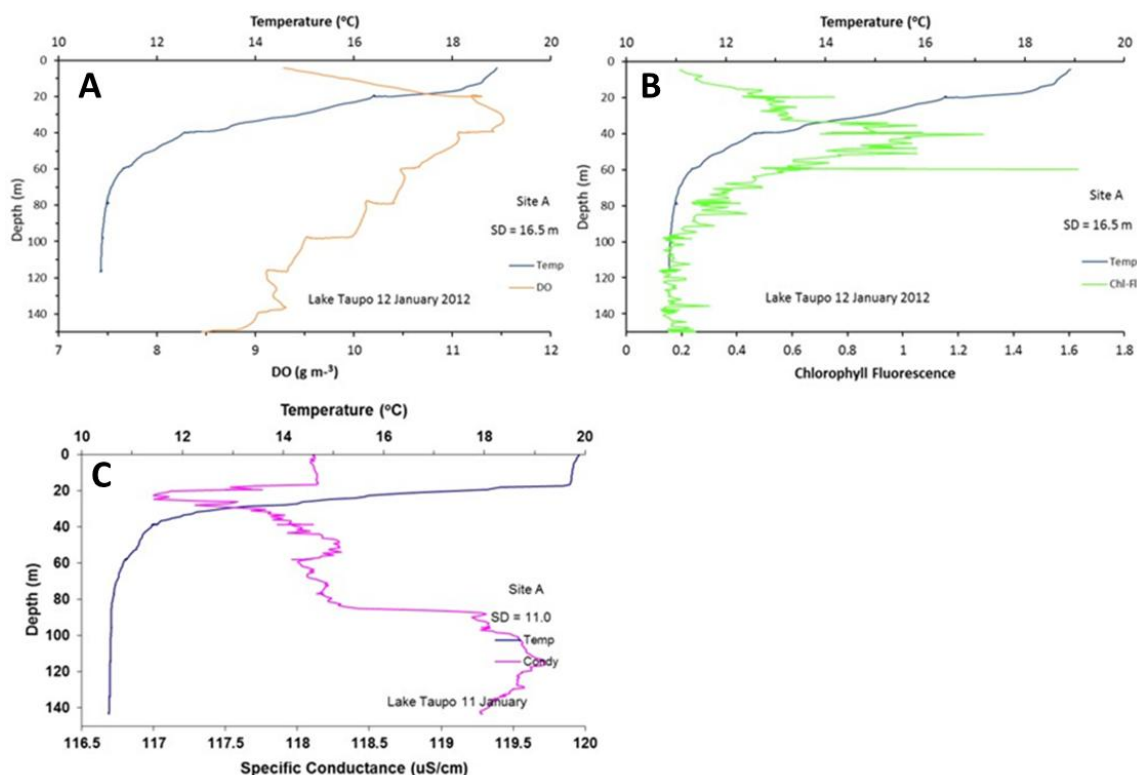 Temperature (°C)
10 12 14 16 18 20
A
Depth (m)
0
20
40
60
80
100
120
140
Site A
SD = 16.5 m
Temp
DO
Lake Taupo 12 January 2012
7 8 9 10 11 12
DO (g m-³)
Temperature (°C)
10 12 14 16 18 20
B
Depth (m)
0
20
40
60
80
100
120
140
Site A
SD = 16.5 m
Temp
Chl-Fl
Lake Taupo 12 January 2012
0 0.2 0.4 0.6 0.8 1 1.2 1.4 1.6 1.8
Chlorophyll Fluorescence
Temperature (°C)
10 12 14 16 18 20
C
Depth (m)
0
20
40
60
80
100
120
140
Site A
SD = 11.0
Temp
Condy
Lake Taupo 11 January
116.5 117 117.5 118 118.5 119 119.5 120
Specific Conductance (uS/cm)